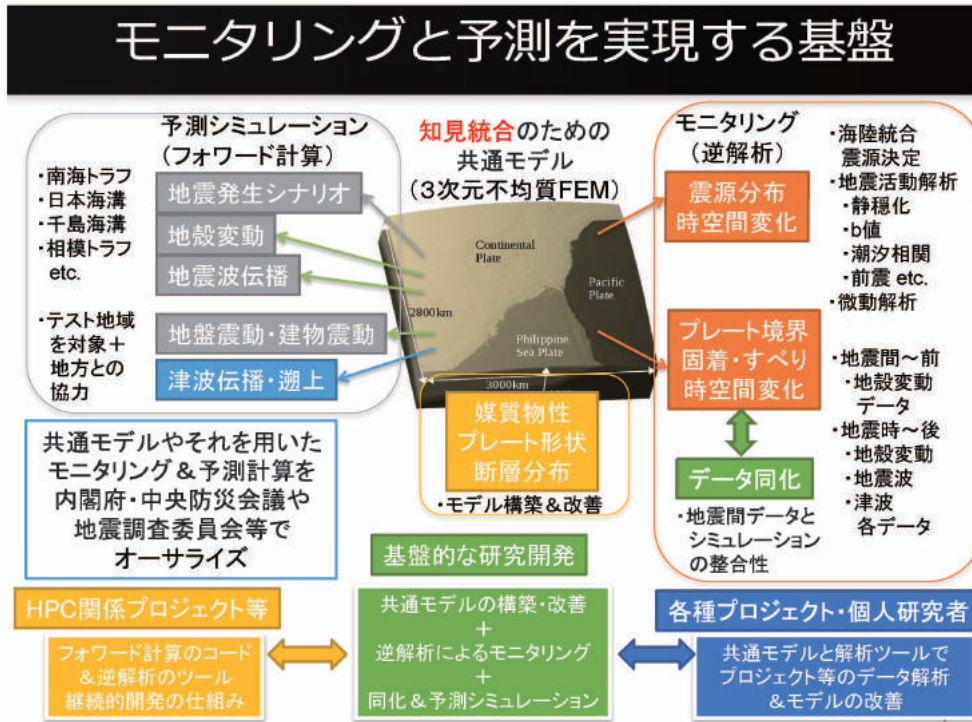 モニタリングと予測を実現する基盤
予測シミュレーション
(フォワード計算)
・南海トラフ
・日本海溝
・千島海溝
・相模トラフ
etc.
・テスト地域
を対象＋
地方との
協力
地震発生シナリオ
地殻変動
地震波伝播
地盤震動・建物震動
津波伝播・遡上
知見統合のための
共通モデル
(３次元不均質FEM)
Continental
Plate
Pacific
Plate
Philippine
Sea Plate
2800km
3000km
媒質物性
プレート形状
断層分布
・モデル構築＆改善
モニタリング
(逆解析)
震源分布
時空間変化
プレート境界
固着・すべり
時空間変化
データ同化
・地震間データと
シミュレーション
の整合性
・海陸統合
震源決定
・地震活動解析
・静穏化
・b値
・潮汐相関
・前震 etc.
・微動解析
・地震間～前
・地殻変動
データ
・地震時～後
・地殻変動
・地震波
・津波
各データ
共通モデルやそれを用いた
モニタリング＆予測計算を
内閣府・中央防災会議や
地震調査委員会等で
オーサライズ
基盤的な研究開発
共通モデルの構築・改善
＋
逆解析によるモニタリング
＋
同化＆予測シミュレーション
HPC関係プロジェクト等
フォワード計算のコード
＆逆解析のツール
継続的開発の仕組み
各種プロジェクト・個人研究者
共通モデルと解析ツールで
プロジェクト等のデータ解析
＆モデルの改善